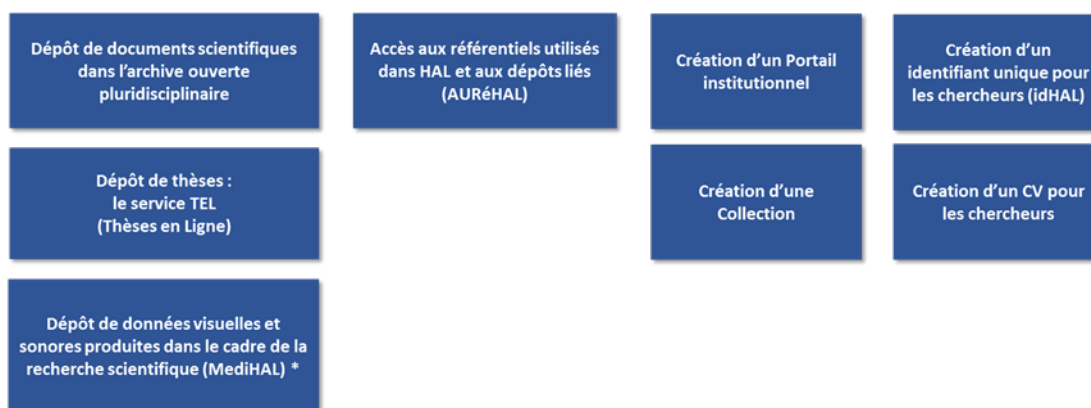 Dépôt de documents scientifiques
dans l’archive ouverte
pluridisciplinaire
Accès aux référentiels utilisés
dans HAL et aux dépôts liés
(AURéHAL)
Création d’un Portail
institutionnel
Création d’un
identifiant unique pour
les chercheurs (idHAL)
Dépôt de thèses :
le service TEL
(Thèses en Ligne)
Création d’une
Collection
Création d’un CV pour
les chercheurs
Dépôt de données visuelles et
sonores produites dans le cadre de la
recherche scientifique (MediHAL) *